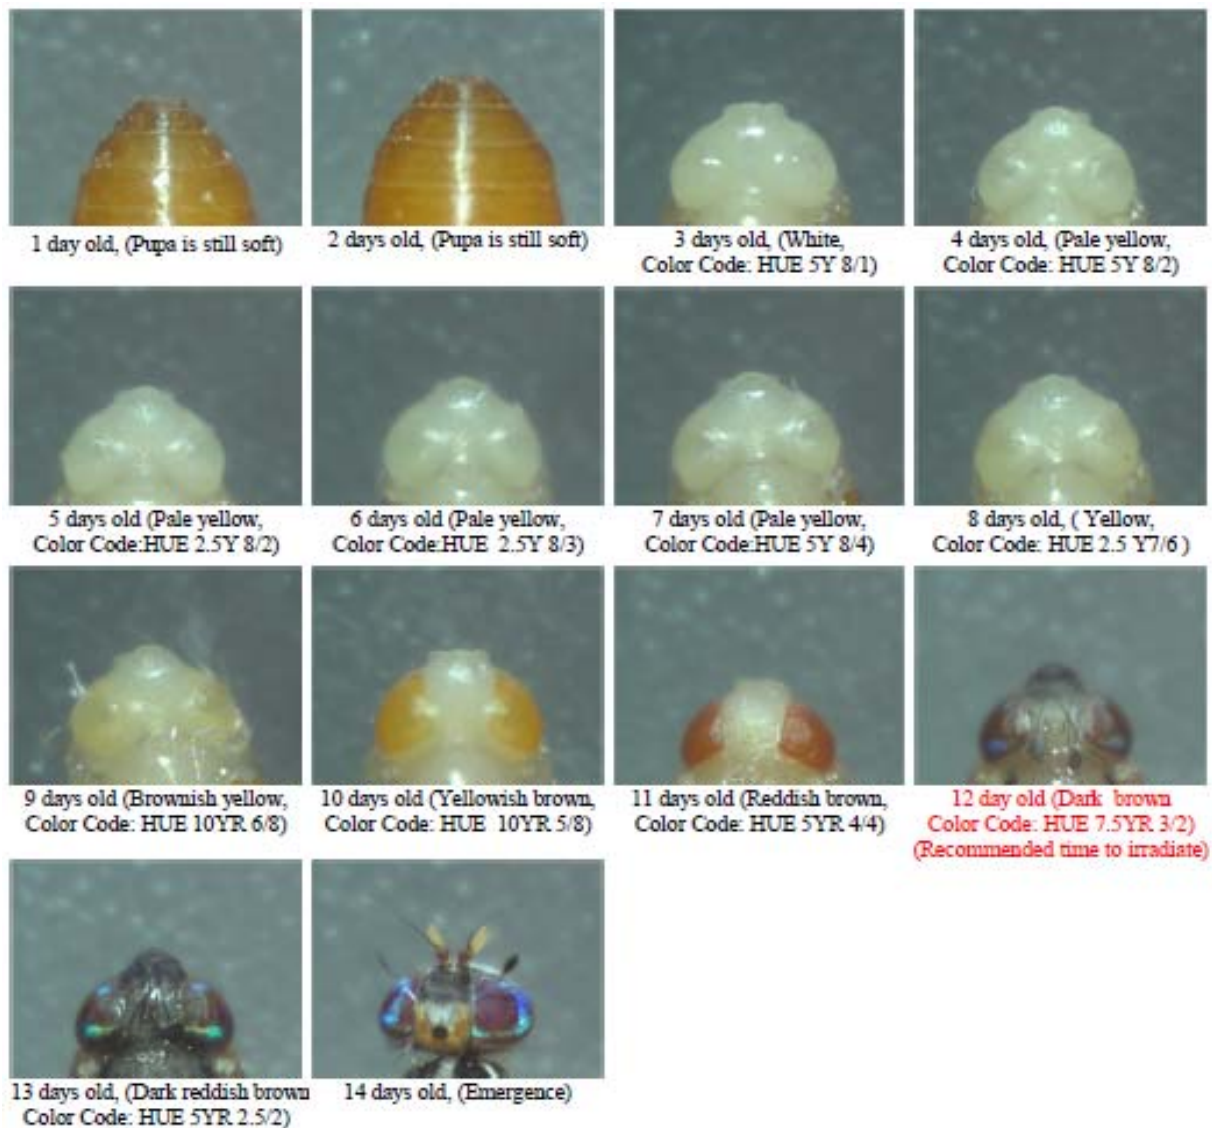 1 day old, (Pupa is still soft)
2 days old, (Pupa is still soft)
3 days old, (White,
Color Code: HUE 5Y 8/1)
4 days old, (Pale yellow,
Color Code: HUE 5Y 8/2)
5 days old (Pale yellow,
Color Code:HUE 2.5Y 8/2)
6 days old (Pale yellow,
Color Code:HUE 2.5Y 8/3)
7 days old (Pale yellow,
Color Code:HUE 5Y 8/4)
8 days old, ( Yellow,
Color Code: HUE 2.5 Y7/6 )
9 days old (Brownish yellow,
Color Code: HUE 10YR 6/8)
10 days old (Yellowish brown,
Color Code: HUE 10YR 5/8)
11 days old (Reddish brown,
Color Code: HUE 5YR 4/4)
12 day old (Dark brown
Color Code: HUE 7.5YR 3/2)
(Recommended time to irradiate)
13 days old, (Dark reddish brown
Color Code: HUE 5YR 2.5/2)
14 days old, (Emergence)